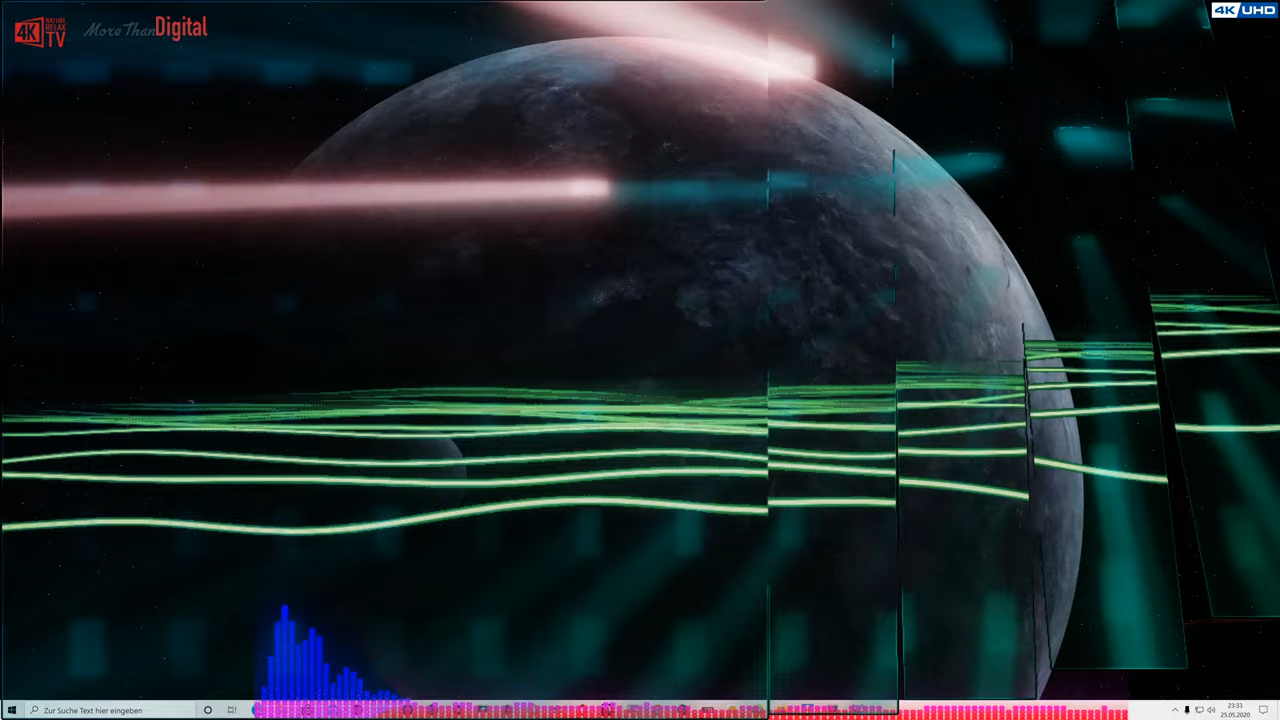 4K NATURE
RELAX
TV
More Than Digital
4K UHD
Zur Suche Text hier eingeben
23:33
25.05.2020